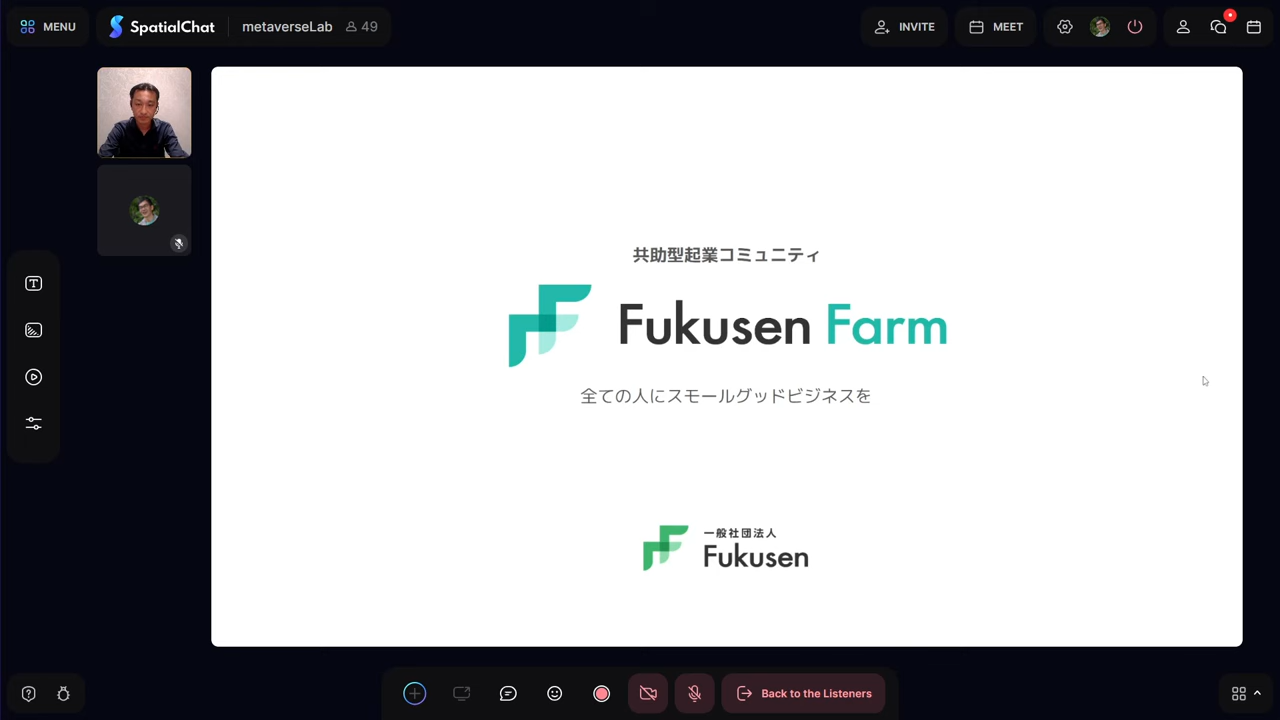 MENU
SpatialChat
metaverseLab
49
INVITE
MEET
共助型起業コミュニティ
Fukusen Farm
全ての人にスモールグッドビジネスを
一般社団法人
Fukusen
Back to the Listeners